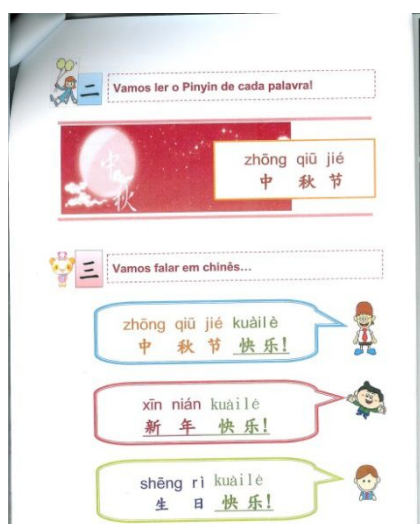 二
Vamos ler o Pinyin de cada palavra!
中秋
zhōng qiū jié
中 秋 节
三
Vamos falar em chinês...
zhōng qiū jié kuàilè
中 秋 节 快 乐!
xīn nián kuàilè
新 年 快 乐!
shēng rì kuàilè
生 日 快 乐!